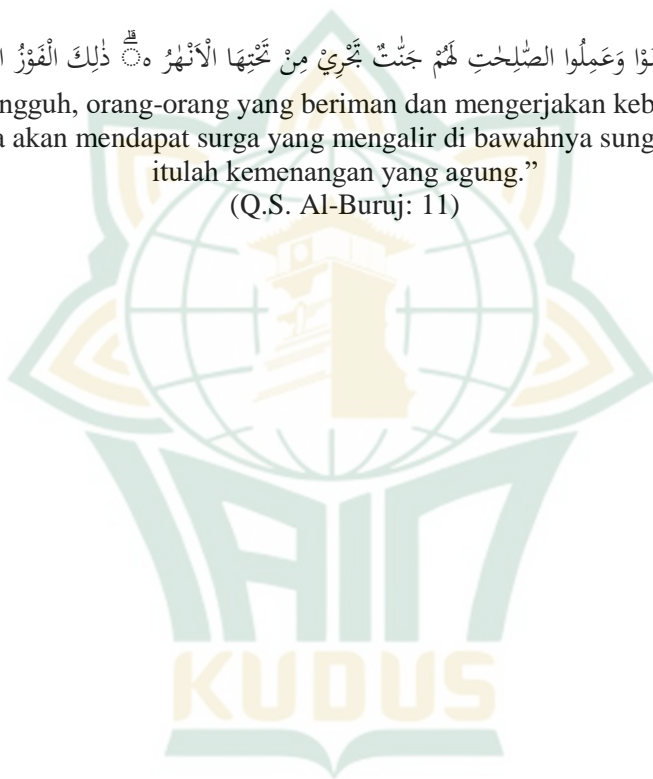 وَعَمِلُوا الصّٰلِحٰتِ لَهُمْ جَنّٰتٌ تَجْرِيْ مِنْ تَحْتِهَا الْاَنْهٰرُ ەۗ ذٰلِكَ الْفَوْزُ
ngguh, orang-orang yang beriman dan mengerjakan keb
a akan mendapat surga yang mengalir di bawahnya sung
itulah kemenangan yang agung.”
(Q.S. Al-Buruj: 11)
IAIN
KUDUS